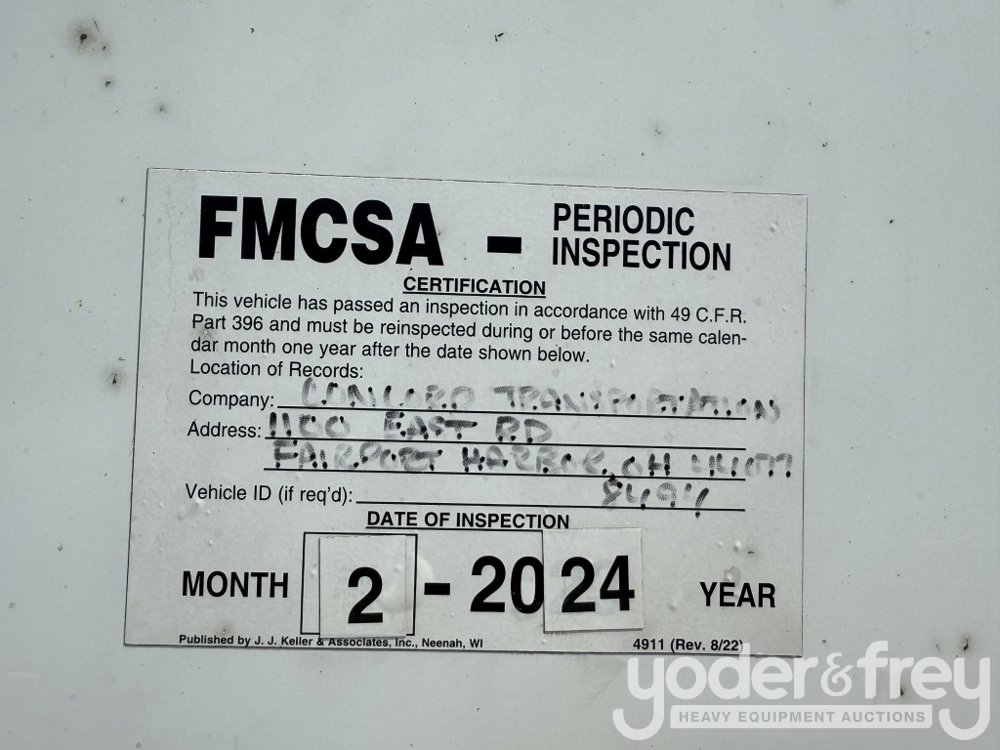 FMCSA - PERIODIC INSPECTION
CERTIFICATION
This vehicle has passed an inspection in accordance with 49 C.F.R.
Part 396 and must be reinspected during or before the same calen-
dar month one year after the date shown below.
Location of Records:
Company: CONCORD TRANSPORTATION
Address: 1100 EAST RD
FAIRPORT HARBOR, OH
Vehicle ID (if req'd):
DATE OF INSPECTION
MONTH 2 - 20 24 YEAR
Published by J. J. Keller & Associates, Inc., Neenah, WI 4911 (Rev. 8/22)
yoder&frey
HEAVY EQUIPMENT AUCTIONS